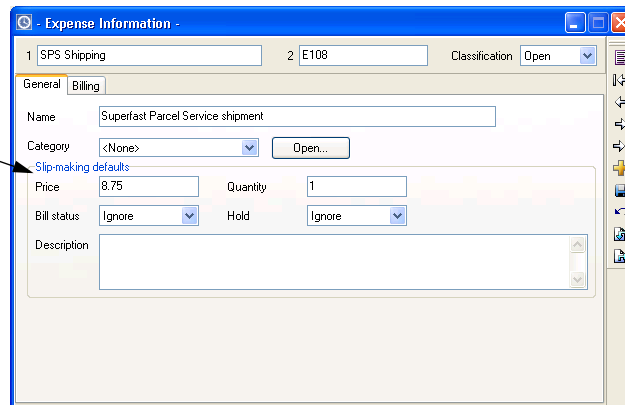 - Expense Information -
1 SPS Shipping 2 E108 Classification Open
General Billing
Name Superfast Parcel Service shipment
Category <None> Open...
Slip-making defaults
Price 8.75 Quantity 1
Bill status Ignore Hold Ignore
Description